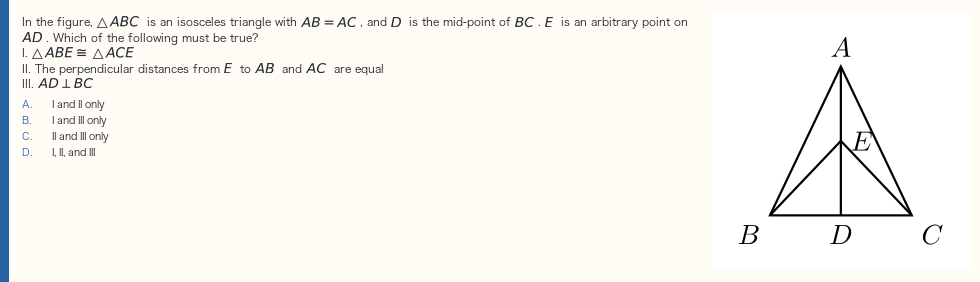 In the figure, △ABC is an isosceles triangle with AB = AC , and D is the mid-point of BC . E is an arbitrary point on
AD . Which of the following must be true?
I. △ABE ≅ △ACE
II. The perpendicular distances from E to AB and AC are equal
III. AD ⊥ BC
A. I and II only
B. I and III only
C. II and III only
D. I, II, and III
A
E
B D C